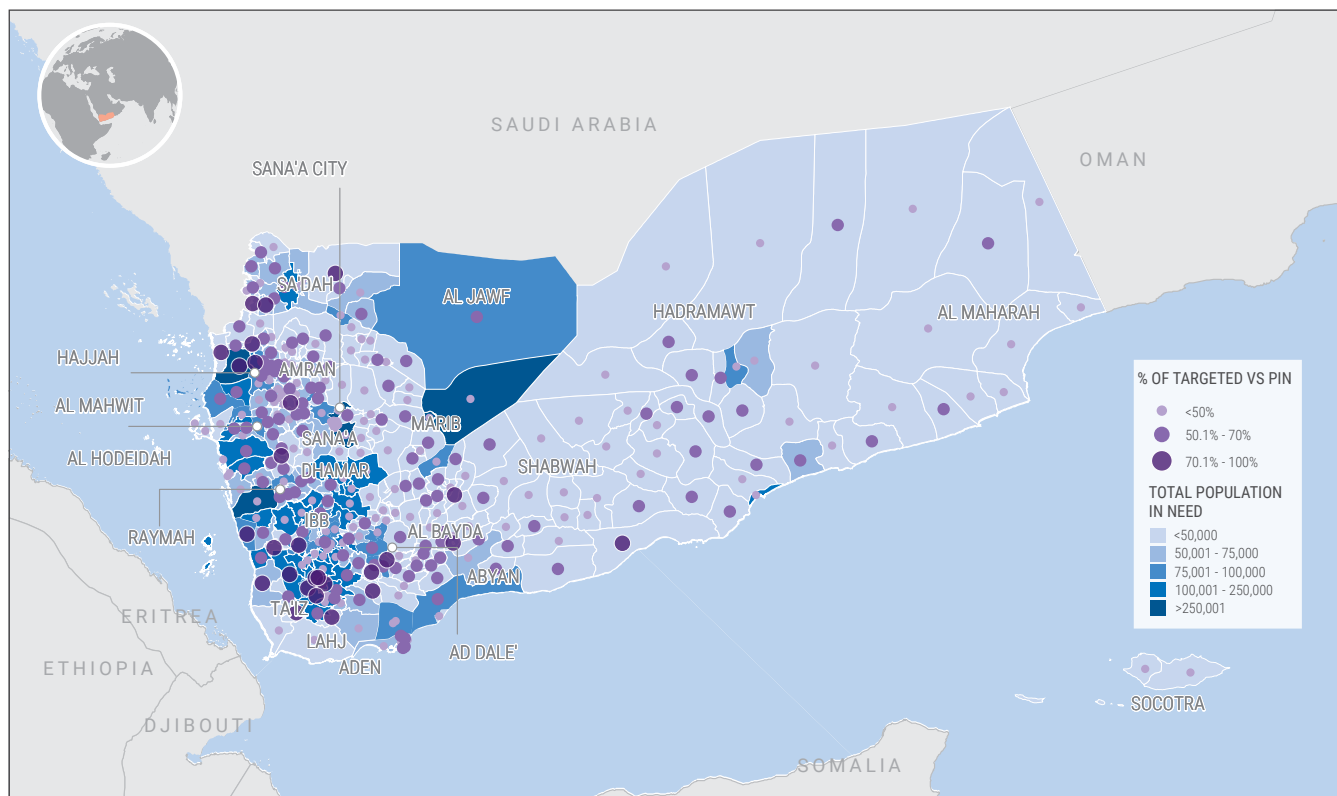 SAUDI ARABIA
OMAN
SANA'A CITY
SA'DAH
AL JAWF
HADRAMAWT
AL MAHARAH
HAJJAH
AMRAN
AL MAHWIT
MARIB
SANA'A
AL HODEIDAH
DHAMAR
SHABWAH
IBB
AL BAYDA
RAYMAH
ABYAN
TA'IZ
ERITREA
LAHJ
AD DALE'
ADEN
ETHIOPIA
DJIBOUTI
SOCOTRA
SOMALIA
% OF TARGETED VS PIN
<50%
50.1% - 70%
70.1% - 100%
TOTAL POPULATION
IN NEED
<50,000
50,001 - 75,000
75,001 - 100,000
100,001 - 250,000
>250,001